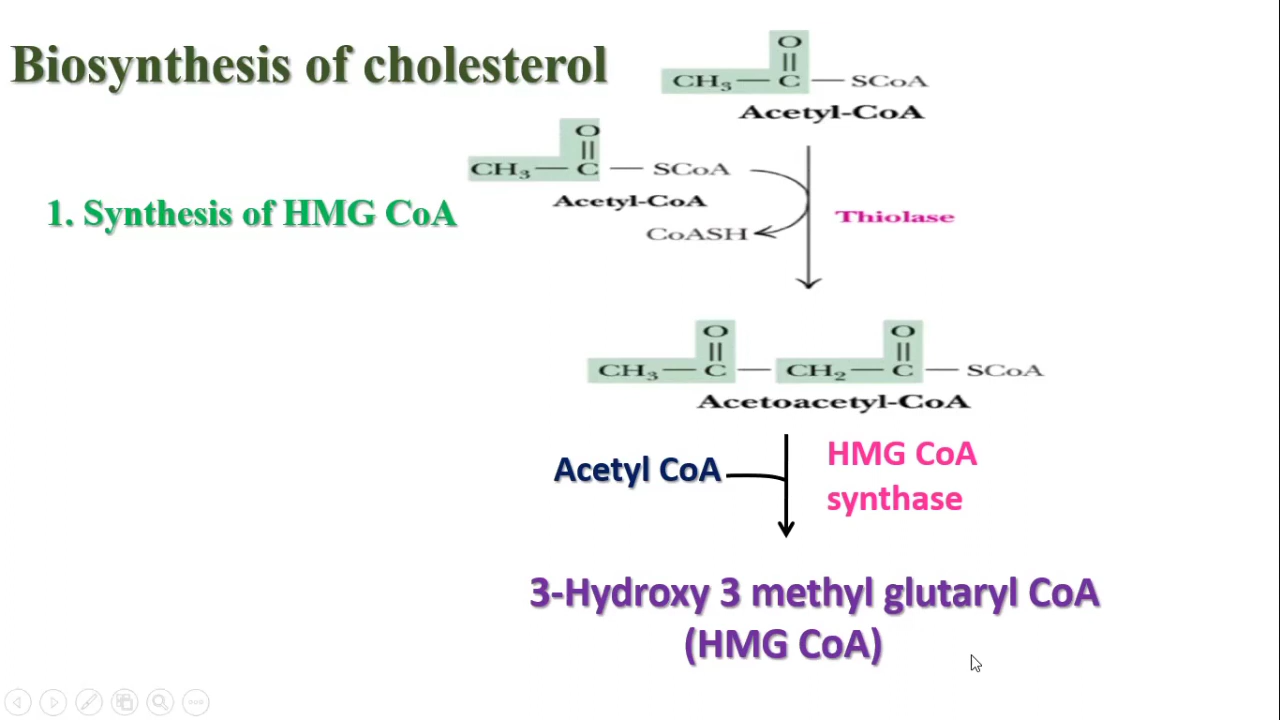 Biosynthesis of cholesterol
O
||
CH₃ — C — SCoA
Acetyl-CoA
O
||
CH₃ — C — SCoA
Acetyl-CoA
1. Synthesis of HMG CoA
Thiolase
CoASH
O O
|| ||
CH₃ — C — CH₂ — C — SCoA
Acetoacetyl-CoA
Acetyl CoA
HMG CoA
synthase
3-Hydroxy 3 methyl glutaryl CoA
(HMG CoA)